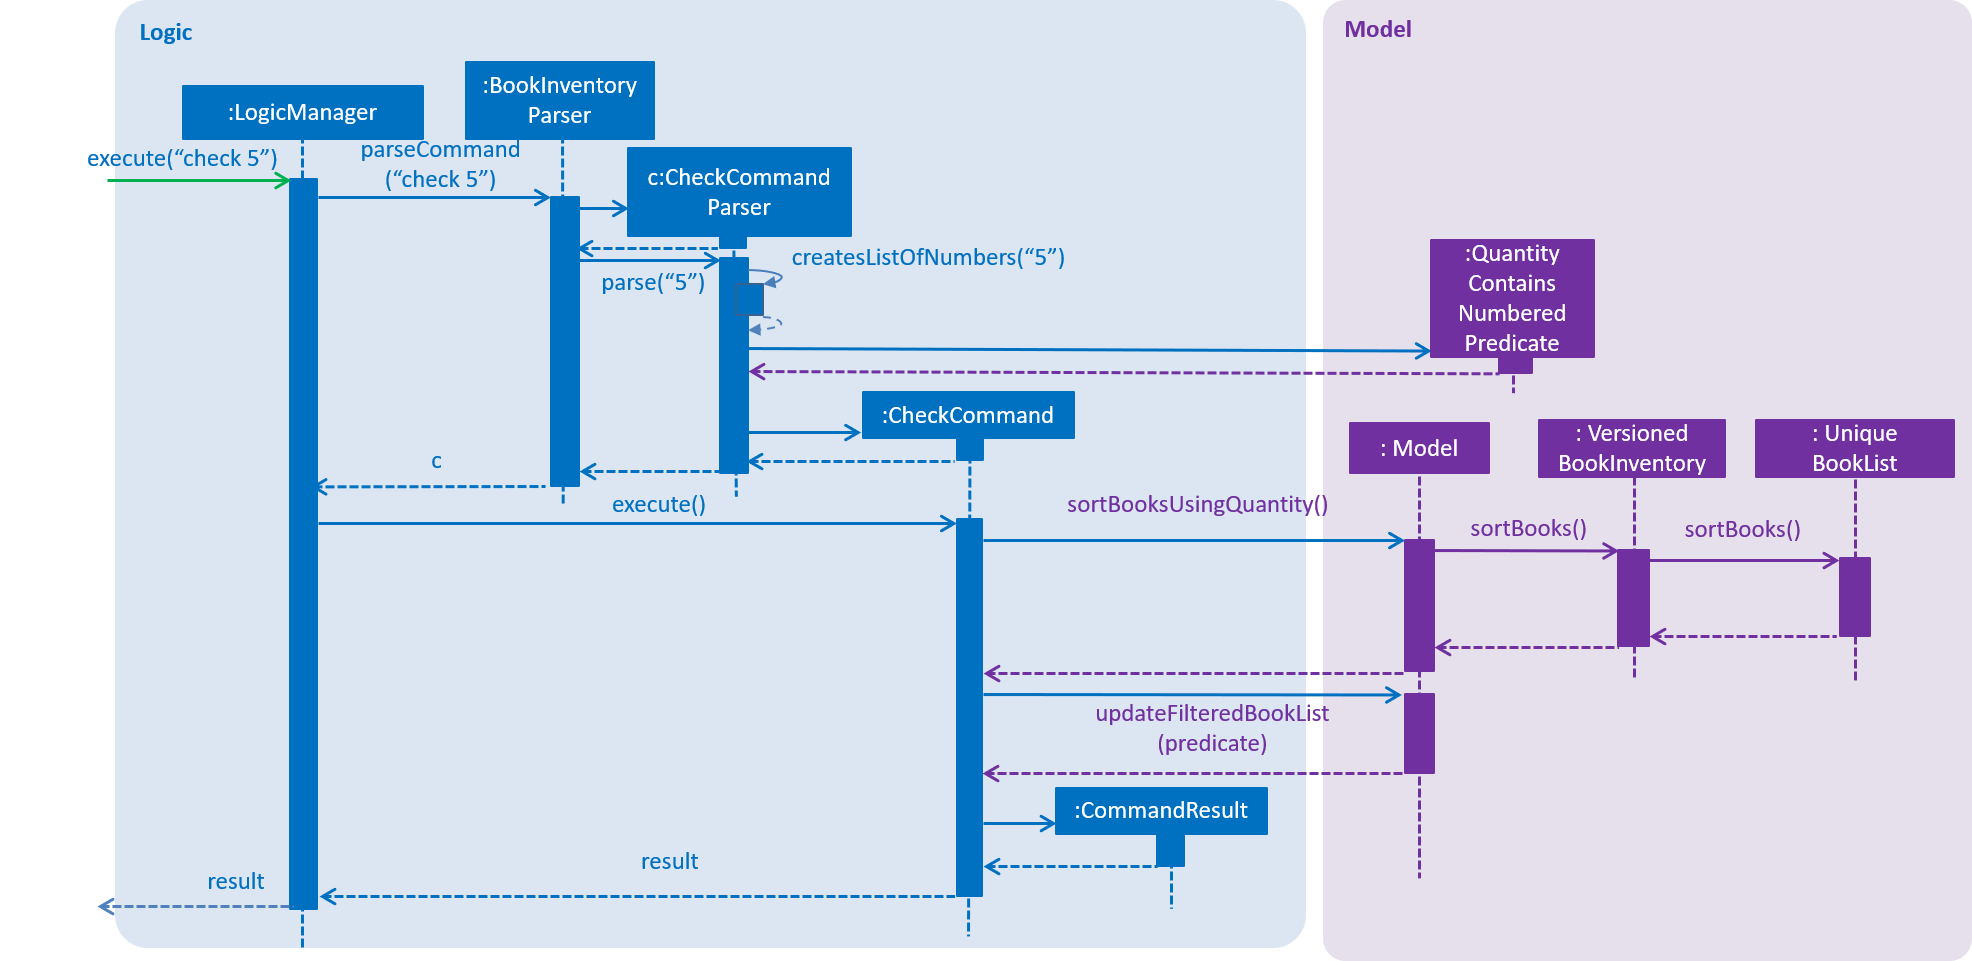 Logic
Model
:BookInventory
Parser
:LogicManager
execute(“check 5”)
parseCommand
(“check 5”)
c:CheckCommand
Parser
createsListOfNumbers(“5”)
parse(“5”)
:Quantity
Contains
Numbered
Predicate
:CheckCommand
: Model
: Versioned
BookInventory
: Unique
BookList
c
execute()
sortBooksUsingQuantity()
sortBooks()
sortBooks()
updateFilteredBookList
(predicate)
:CommandResult
result
result